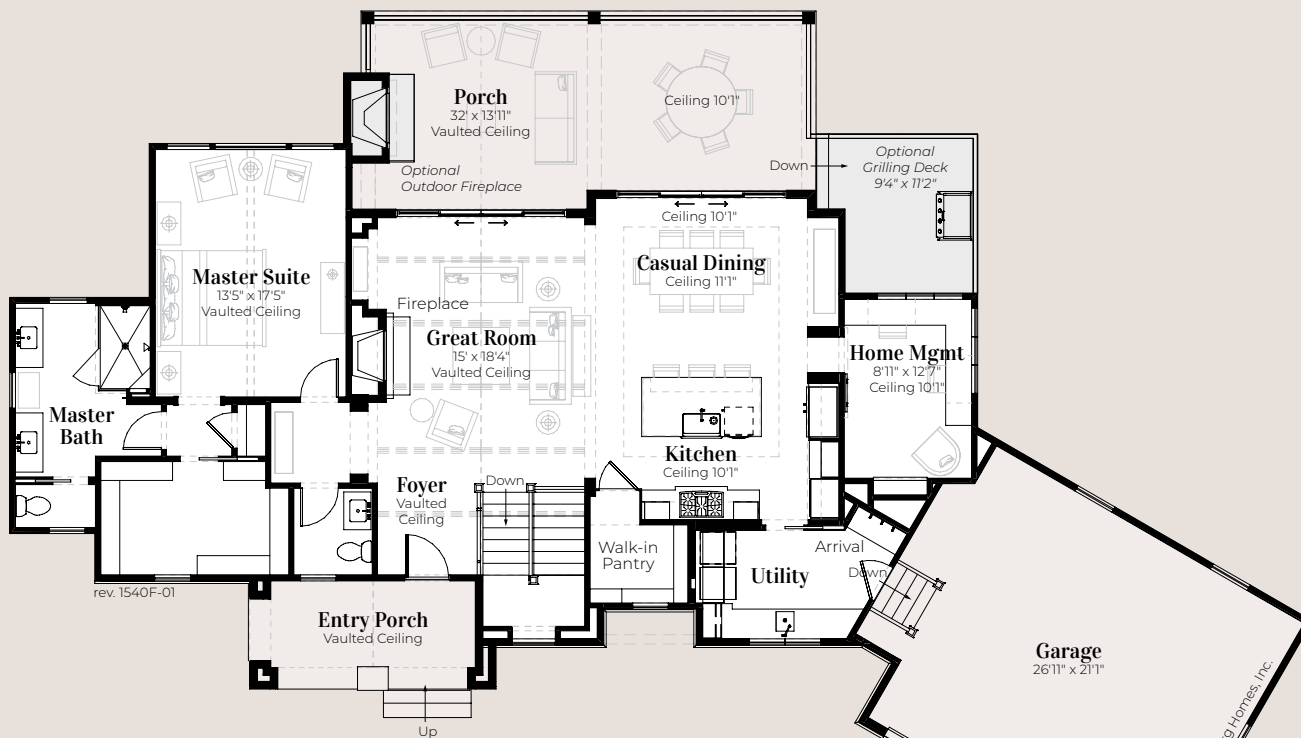 Porch
32' x 13'11"
Vaulted Ceiling
Ceiling 10'1"
Optional
Outdoor Fireplace
Down
Optional
Grilling Deck
9'4" x 11'2"
Ceiling 10'1"
Casual Dining
Ceiling 11'1"
Master Suite
13'5" x 17'5"
Vaulted Ceiling
Fireplace
Great Room
15' x 18'4"
Vaulted Ceiling
Home Mgmt
8'11" x 12'7"
Ceiling 10'1"
Master
Bath
Kitchen
Ceiling 10'1"
Foyer
Vaulted
Ceiling
Down
Walk-in
Pantry
Utility
Arrival
Down
rev. 1540F-01
Entry Porch
Vaulted Ceiling
Garage
26'11" x 21'1"
Homes, Inc.
Up